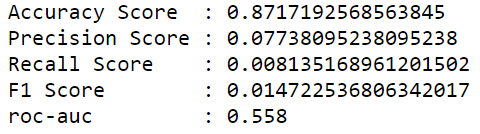 Accuracy Score  : 0.8717192568563845
Precision Score : 0.07738095238095238
Recall Score    : 0.008135168961201502
F1 Score        : 0.014722536806342017
roc-auc         : 0.558